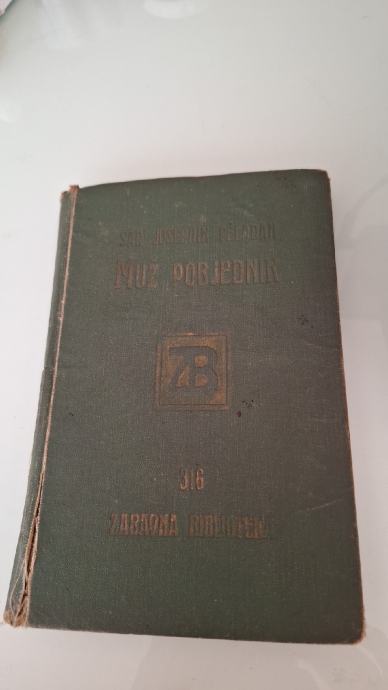 SAR JOSEPHIN PÉLADAN
MUŽ POBJEDNIK
ZB
316
ZABAVNA BIBLIOTEKA